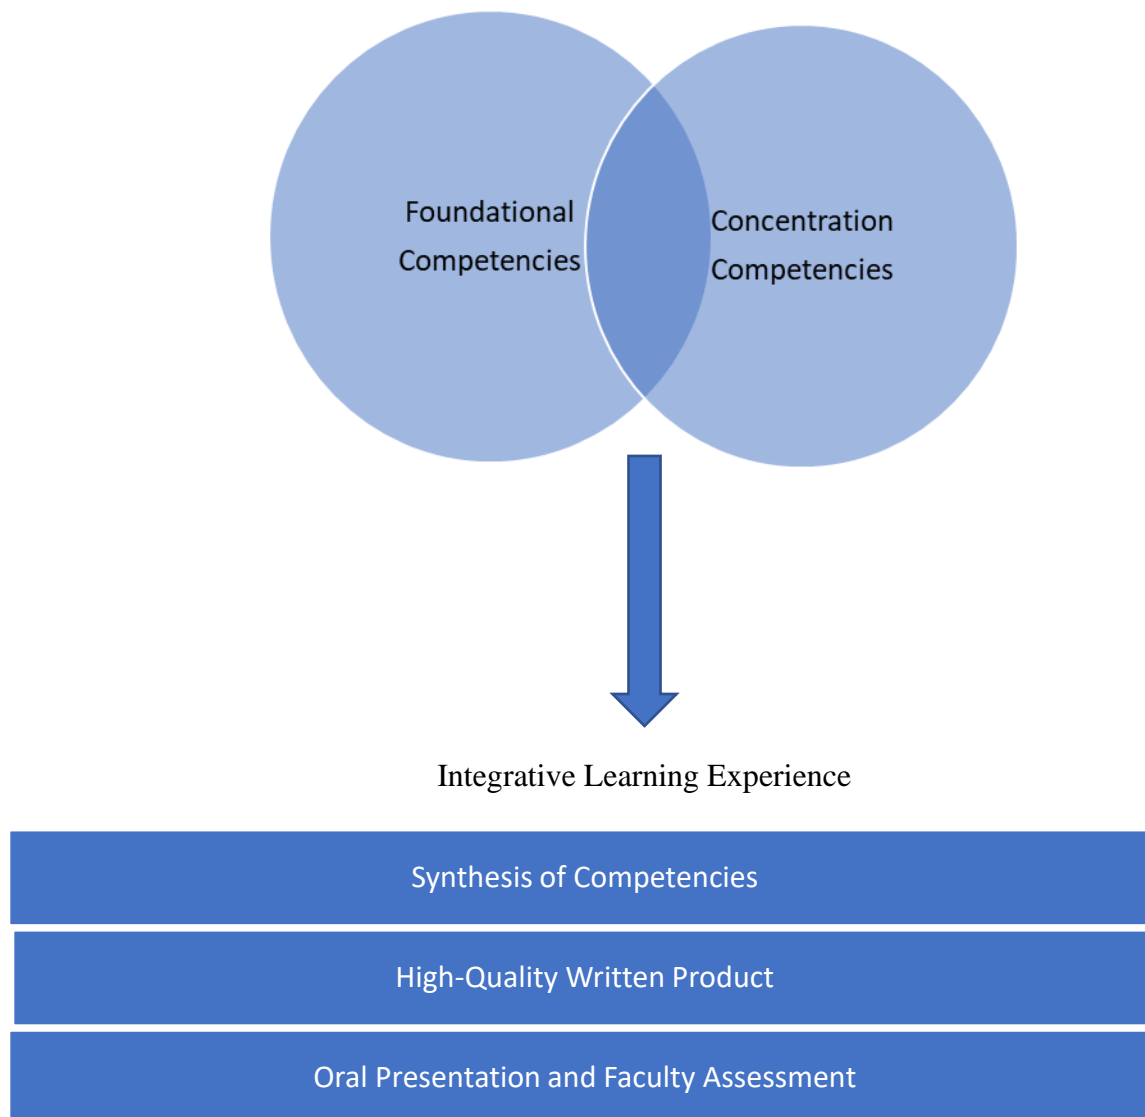 Foundational
Competencies
Concentration
Competencies
Integrative Learning Experience
Synthesis of Competencies
High-Quality Written Product
Oral Presentation and Faculty Assessment